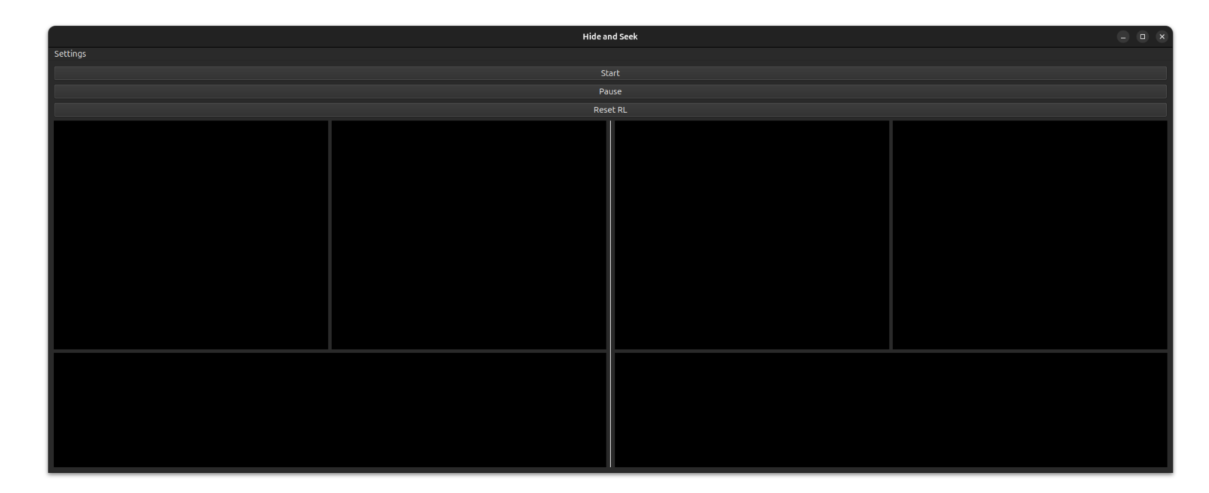 Hide and Seek
Settings
Start
Pause
Reset RL